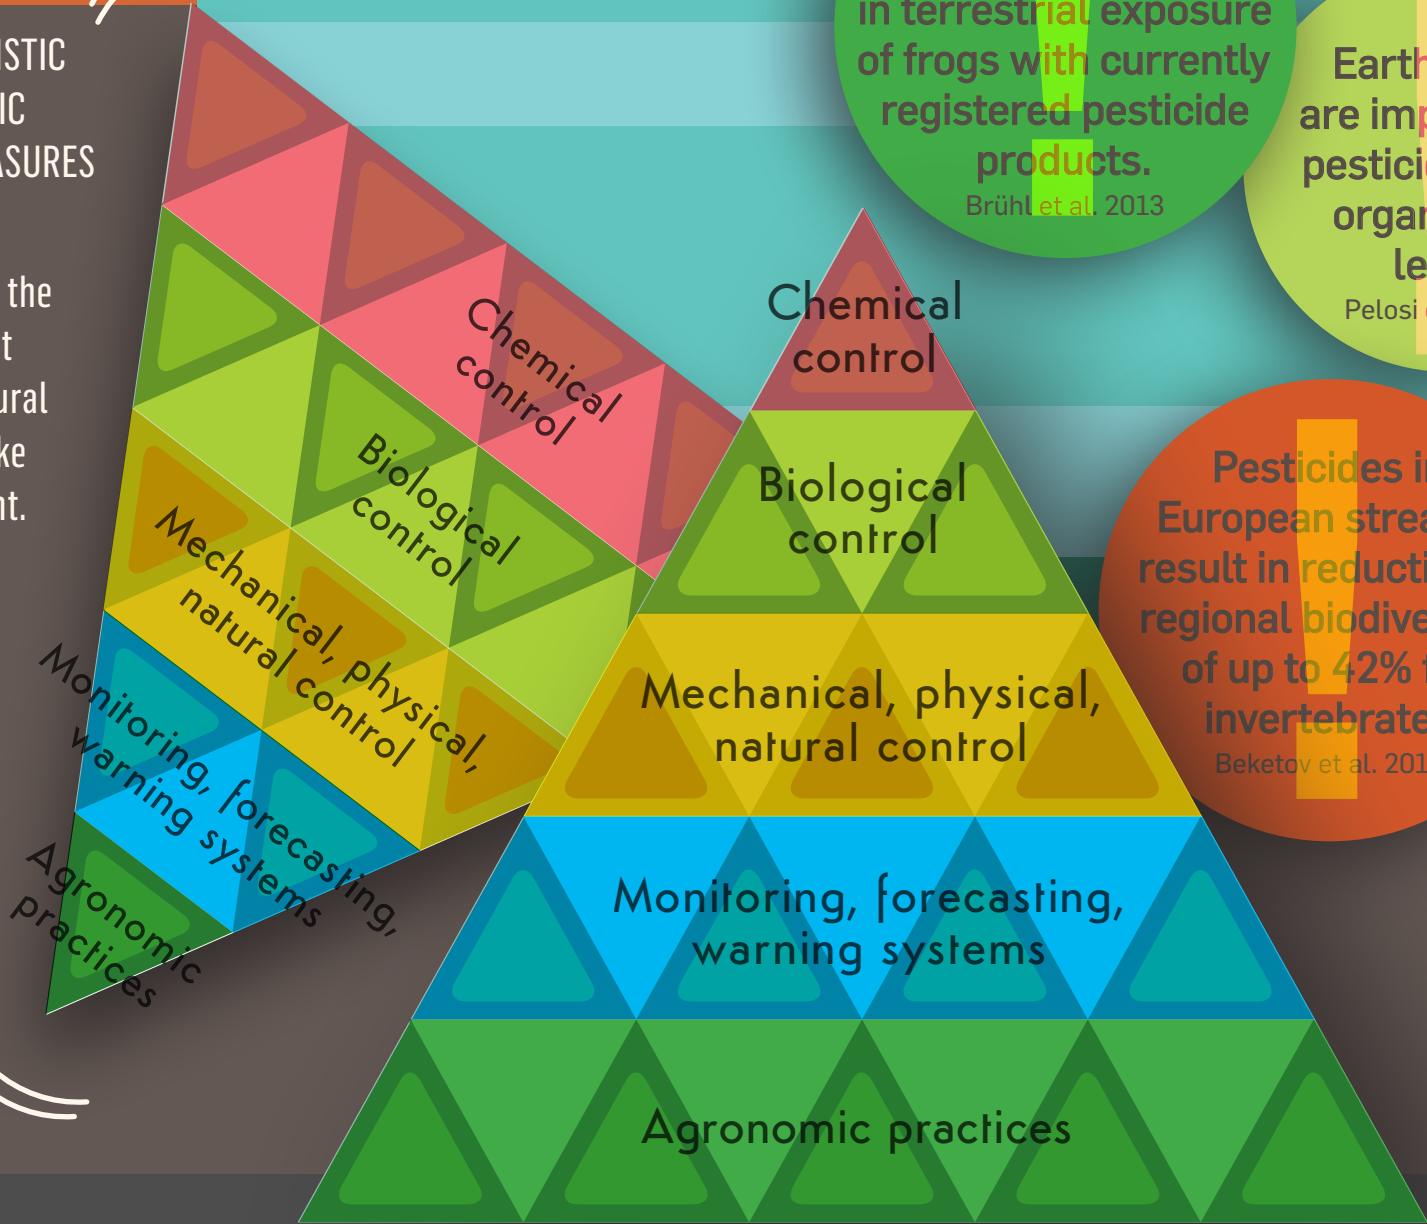 ISTIC
IC
ASURES
the
t
ural
ke
nt.
in terrestrial exposure
of frogs with currently
registered pesticide
products.
Brühl et al. 2013
Earth
are imp
pestici
organ
le
Pelosi
Chemical
control
Biological
control
Mechanical, physical,
natural control
Monitoring, forecasting,
warning systems
Agronomic
practices
Chemical
control
Biological
control
Mechanical, physical,
natural control
Monitoring, forecasting,
warning systems
Agronomic practices
Pesticides in
European strea
result in reducti
regional biodive
of up to 42%
invertebrate
Beketov et al. 201